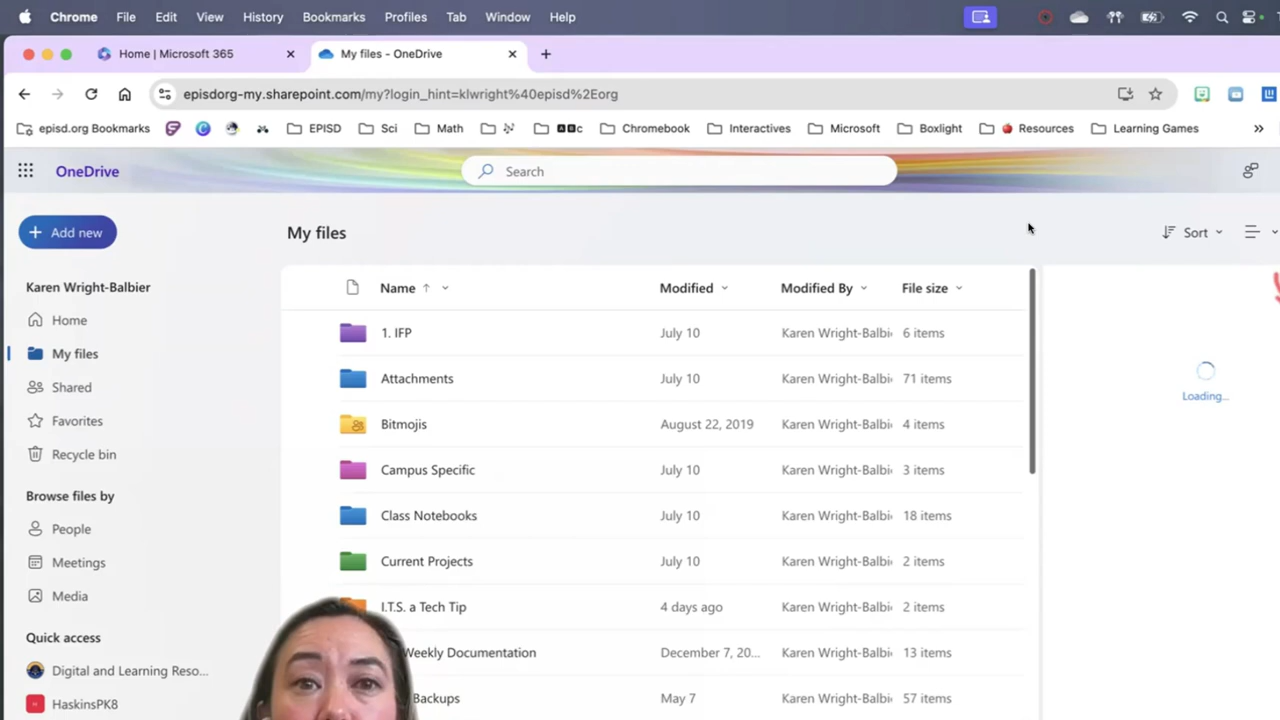 Chrome File Edit View History Bookmarks Profiles Tab Window Help
Home | Microsoft 365 My files - OneDrive
episdorg-my.sharepoint.com/my?login_hint=klwright%40episd%2Eorg
episd.org Bookmarks EPISD Sci Math Chromebook Interactives Microsoft Boxlight Resources Learning Games
OneDrive Search
Add new
My files
Sort
Karen Wright-Balbier
Home
My files
Shared
Favorites
Recycle bin
Browse files by
People
Meetings
Media
Quick access
Digital and Learning Reso...
HaskinsPK8
Name Modified Modified By File size
1. IFP July 10 Karen Wright-Balbi 6 items
Attachments July 10 Karen Wright-Balbi 71 items
Bitmojis August 22, 2019 Karen Wright-Balbi 4 items
Campus Specific July 10 Karen Wright-Balbi 3 items
Class Notebooks July 10 Karen Wright-Balbi 18 items
Current Projects July 10 Karen Wright-Balbi 2 items
I.T.S. a Tech Tip 4 days ago Karen Wright-Balbi 2 items
Weekly Documentation December 7, 20... Karen Wright-Balbi 13 items
Backups May 7 Karen Wright-Balbi 57 items
Loading...